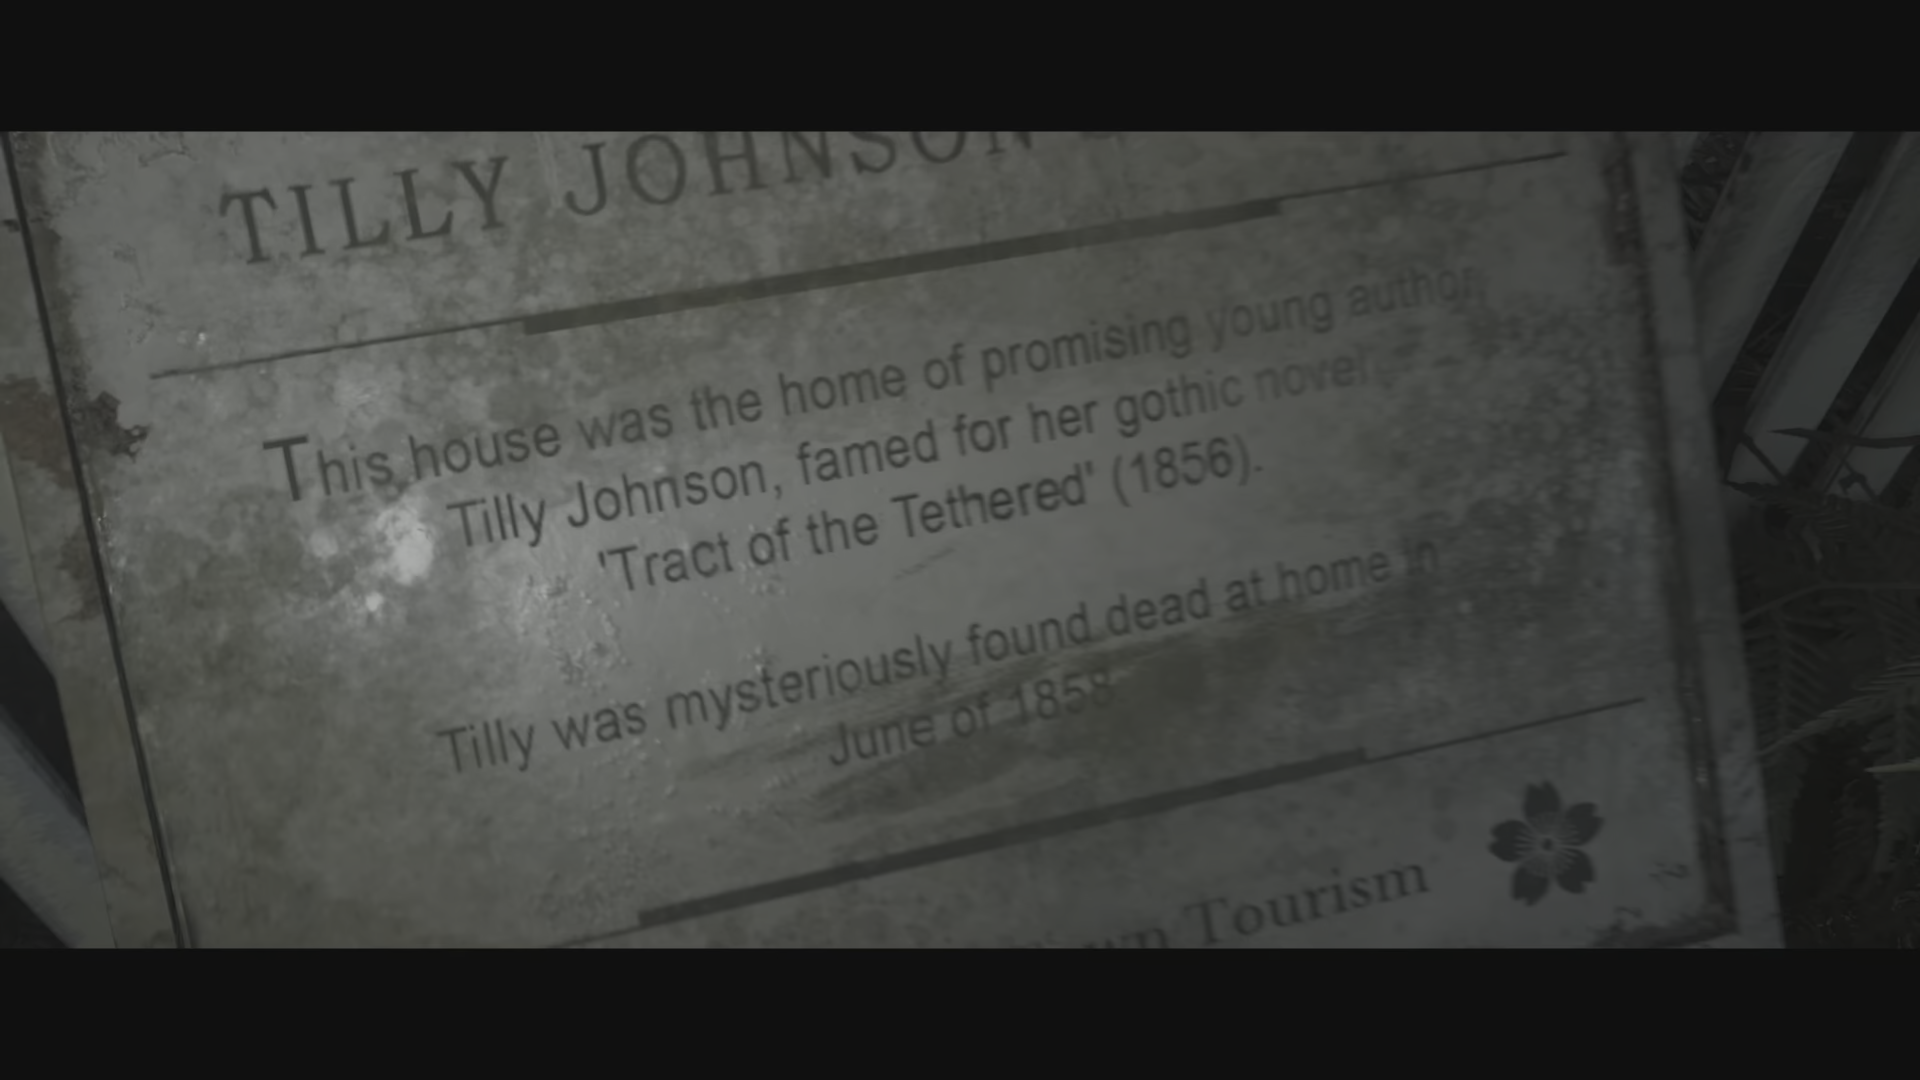 TILLY JOHNSON
This house was the home of promising young author,
Tilly Johnson, famed for her gothic novel,
'Tract of the Tethered' (1856).
Tilly was mysteriously found dead at home in
June of 1858
Tourism